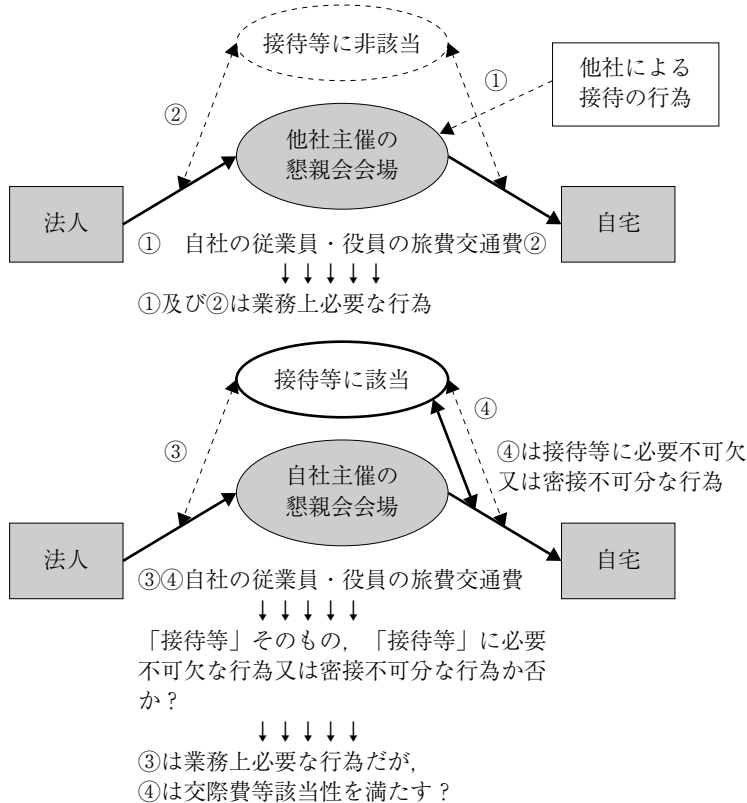 接待等に非該当
他社による
接待の行為
①
②
他社主催の
懇親会会場
法人
自宅
① 自社の従業員・役員の旅費交通費②
↓↓↓↓↓
①及び②は業務上必要な行為
接待等に該当
④
③
④は接待等に必要不可欠
又は密接不可分な行為
自社主催の
懇親会会場
法人
自宅
③④自社の従業員・役員の旅費交通費
↓↓↓↓↓
「接待等」そのもの，「接待等」に必要
不可欠な行為又は密接不可分な行為か否
か？
↓↓↓↓↓
③は業務上必要な行為だが，
④は交際費等該当性を満たす？